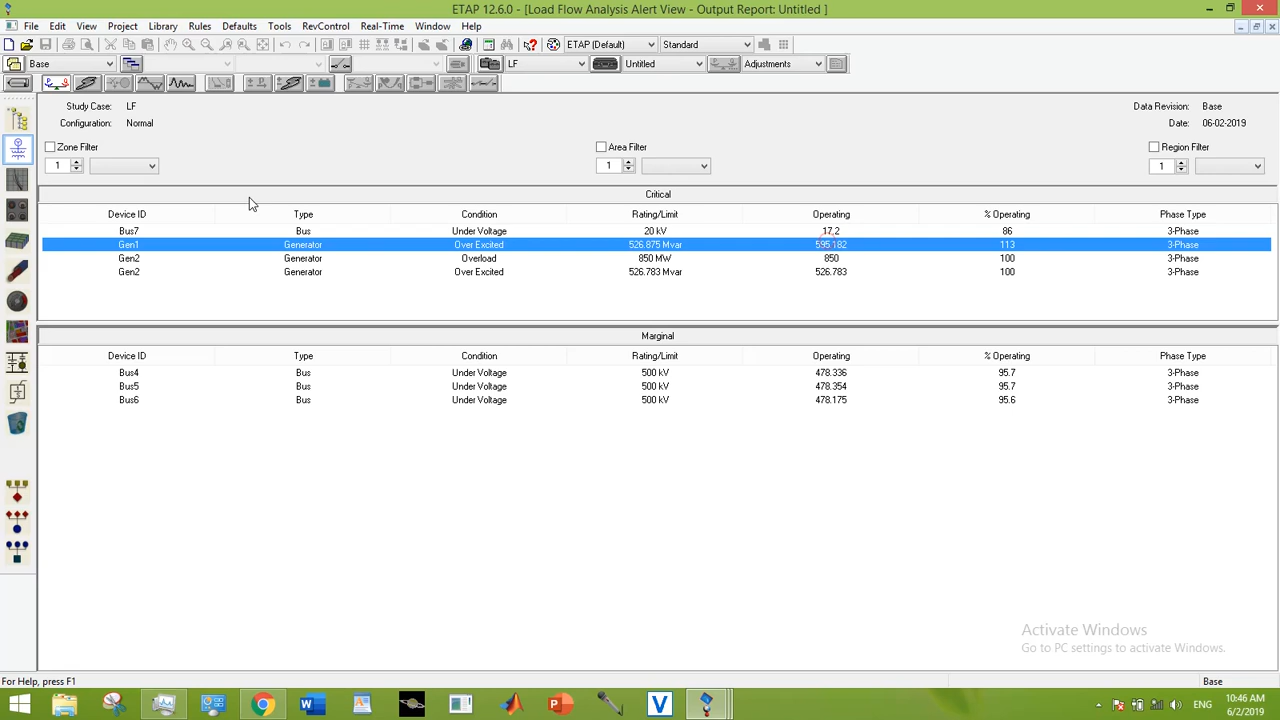 ETAP 12.6.0 - [Load Flow Analysis Alert View - Output Report: Untitled ]
File Edit View Project Library Rules Defaults Tools RevControl Real-Time Window Help
ETAP (Default) Standard
Base LF Untitled Adjustments
Study Case: LF Data Revision: Base
Configuration: Normal Date: 06-02-2019
Zone Filter Area Filter Region Filter
1 1 1
Critical
Device ID Type Condition Rating/Limit Operating % Operating Phase Type
Bus7 Bus Under Voltage 20 kV 17.2 86 3-Phase
Gen1 Generator Over Excited 526.875 Mvar 595.182 113 3-Phase
Gen2 Generator Overload 850 MW 850 100 3-Phase
Gen2 Generator Over Excited 526.783 Mvar 526.783 100 3-Phase
Marginal
Device ID Type Condition Rating/Limit Operating % Operating Phase Type
Bus4 Bus Under Voltage 500 kV 478.336 95.7 3-Phase
Bus5 Bus Under Voltage 500 kV 478.354 95.7 3-Phase
Bus6 Bus Under Voltage 500 kV 478.175 95.6 3-Phase
Activate Windows
Go to PC settings to activate Windows.
For Help, press F1 Base
ENG 10:46 AM
6/2/2019